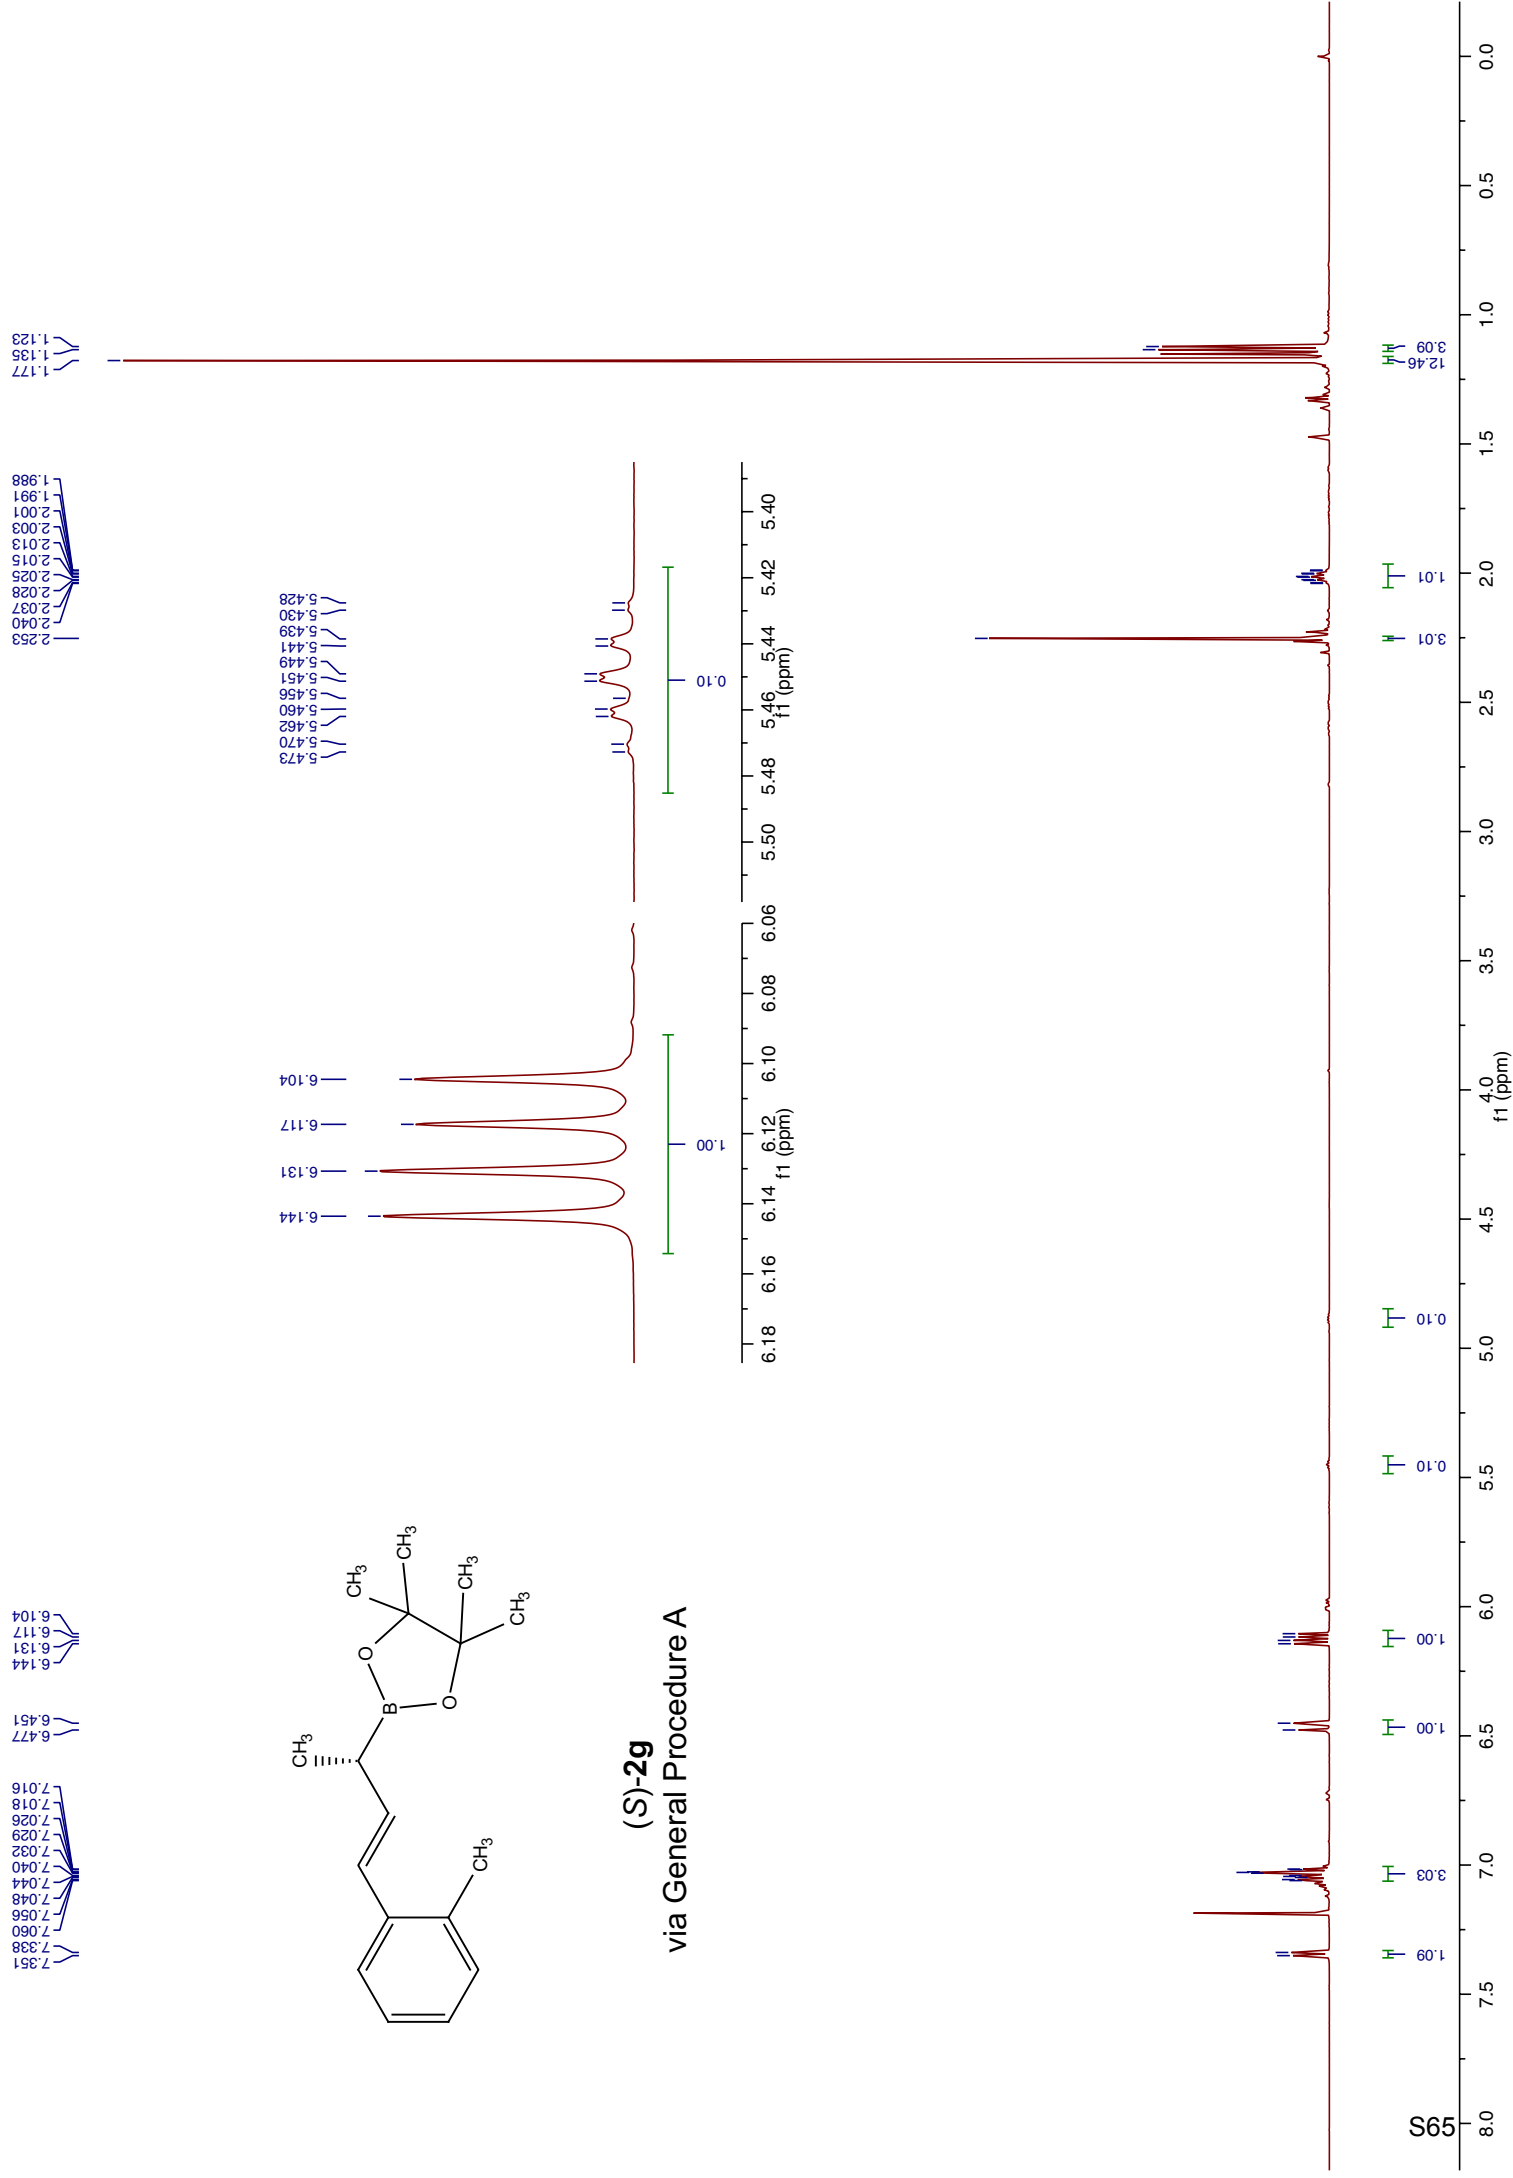 7.351
7.338
7.060
7.056
7.048
7.044
7.040
7.032
7.029
7.026
7.018
7.016
6.477
6.451
6.144
6.131
6.117
6.104
2.253
2.040
2.037
2.028
2.025
2.015
2.013
2.003
2.001
1.991
1.988
1.177
1.135
1.123
CH3
CH3
B
O
O
CH3
CH3
CH3
CH3
(S)-2g
via General Procedure A
6.144
6.131
6.117
6.104
1.00
6.18 6.16 6.14 6.12 6.10 6.08 6.06
f1 (ppm)
5.473
5.470
5.462
5.460
5.456
5.451
5.449
5.441
5.439
5.430
5.428
0.10
5.50 5.48 5.46 5.44 5.42 5.40
f1 (ppm)
1.09 3.03 1.00 1.00 0.10 0.10 3.01 1.01 12.46 3.09
8.0 7.5 7.0 6.5 6.0 5.5 5.0 4.5 4.0 3.5 3.0 2.5 2.0 1.5 1.0 0.5 0.0
f1 (ppm)
S65